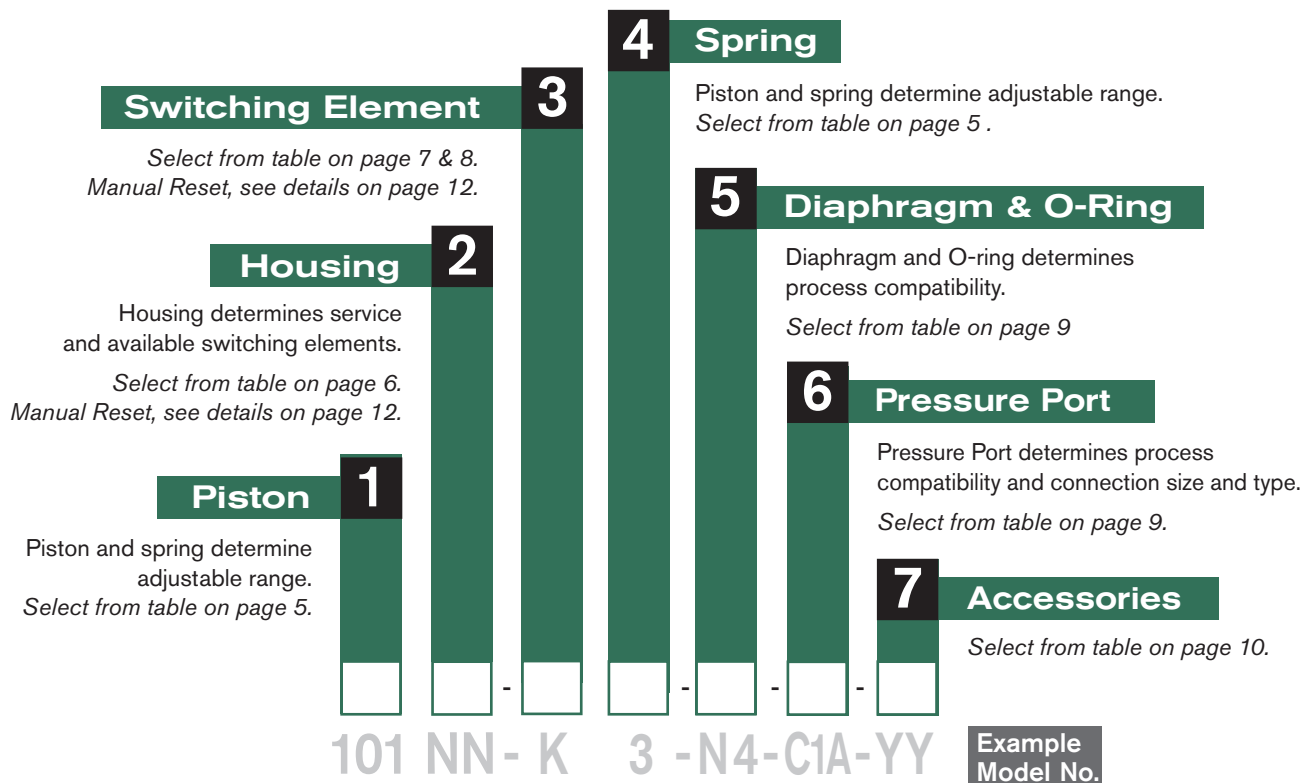 4 Spring
Piston and spring determine adjustable range.
Select from table on page 5 .
3 Switching Element
Select from table on page 7 & 8.
Manual Reset, see details on page 12.
5 Diaphragm & O-Ring
Diaphragm and O-ring determines
process compatibility.
Select from table on page 9
2 Housing
Housing determines service
and available switching elements.
Select from table on page 6.
Manual Reset, see details on page 12.
6 Pressure Port
Pressure Port determines process
compatibility and connection size and type.
Select from table on page 9.
1 Piston
Piston and spring determine
adjustable range.
Select from table on page 5.
7 Accessories
Select from table on page 10.
- - - -
101 NN - K 3 - N4 - C1A - YY
Example
Model No.